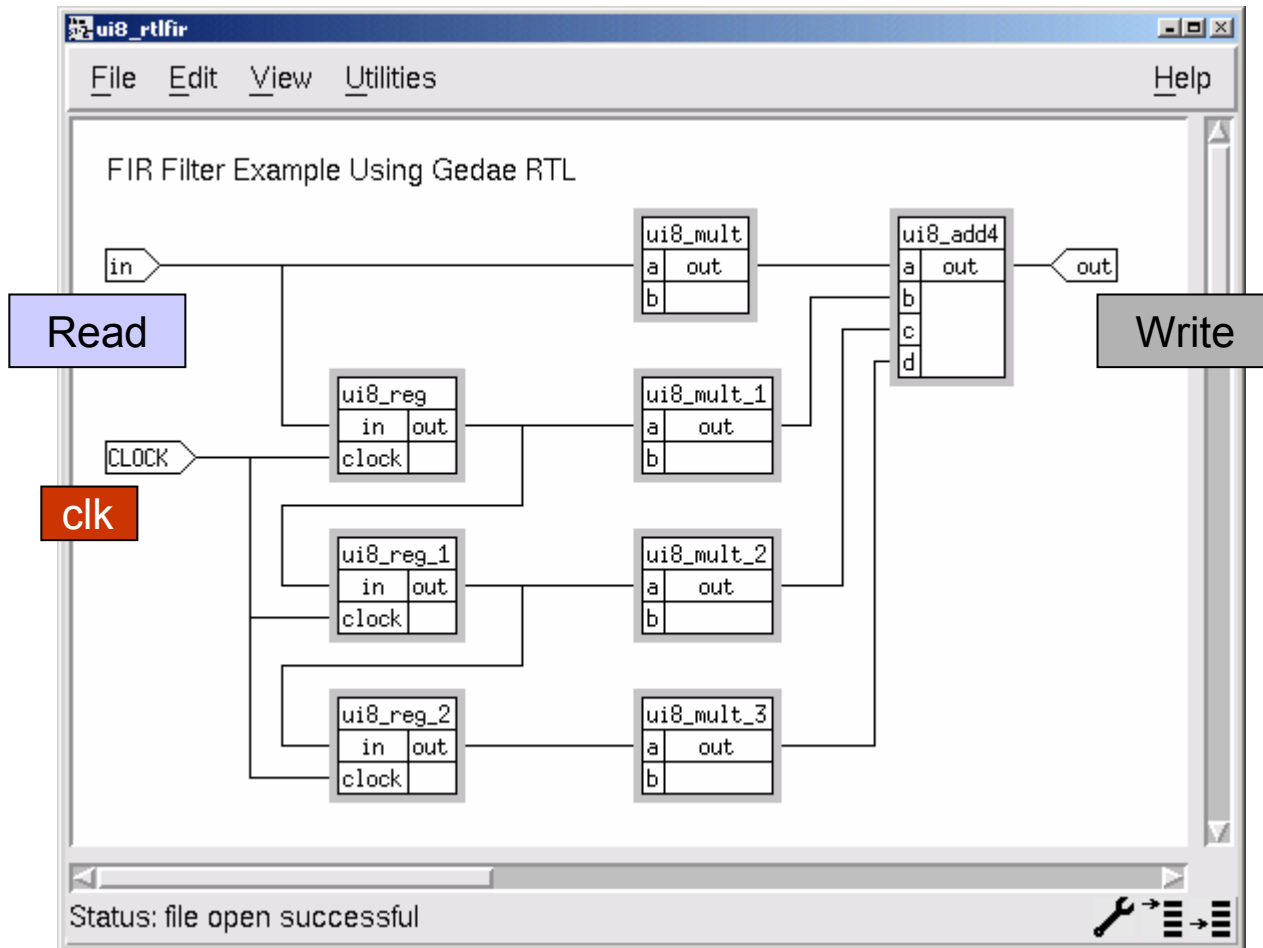 ui8_rtlfir
File Edit View Utilities Help
FIR Filter Example Using Gedae RTL
in
Read
CLOCK
clk
ui8_reg
in out
clock
ui8_reg_1
in out
clock
ui8_reg_2
in out
clock
ui8_mult
a out
b
ui8_mult_1
a out
b
ui8_mult_2
a out
b
ui8_mult_3
a out
b
ui8_add4
a out
b
c
d
out
Write
Status: file open successful